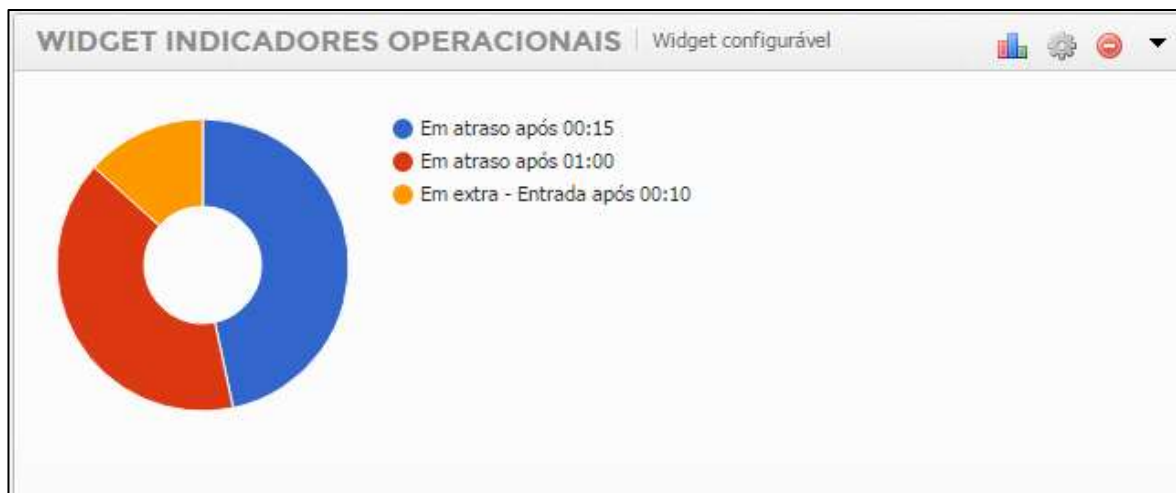 WIDGET INDICADORES OPERACIONAIS | Widget configurável
Em atraso após 00:15
Em atraso após 01:00
Em extra - Entrada após 00:10